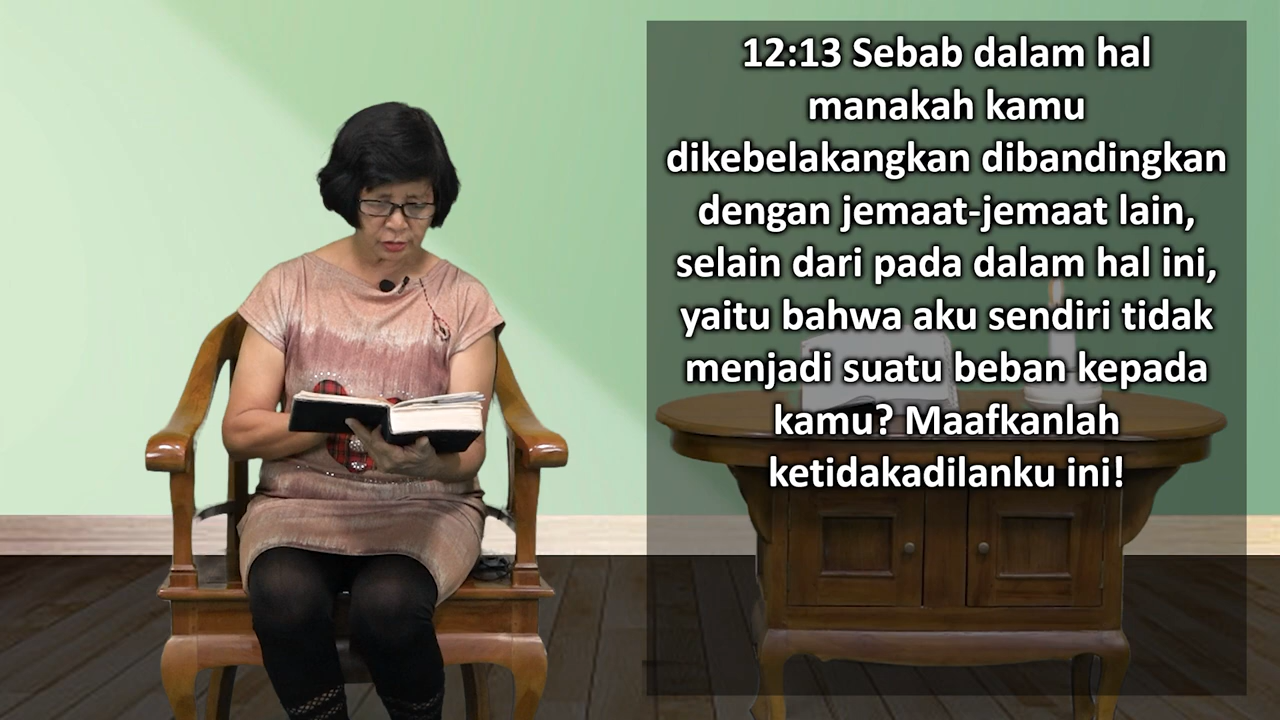 12:13 Sebab dalam hal
manakah kamu
dikebelakangkan dibandingkan
dengan jemaat-jemaat lain,
selain dari pada dalam hal ini,
yaitu bahwa aku sendiri tidak
menjadi suatu beban kepada
kamu? Maafkanlah
ketidakadilanku ini!